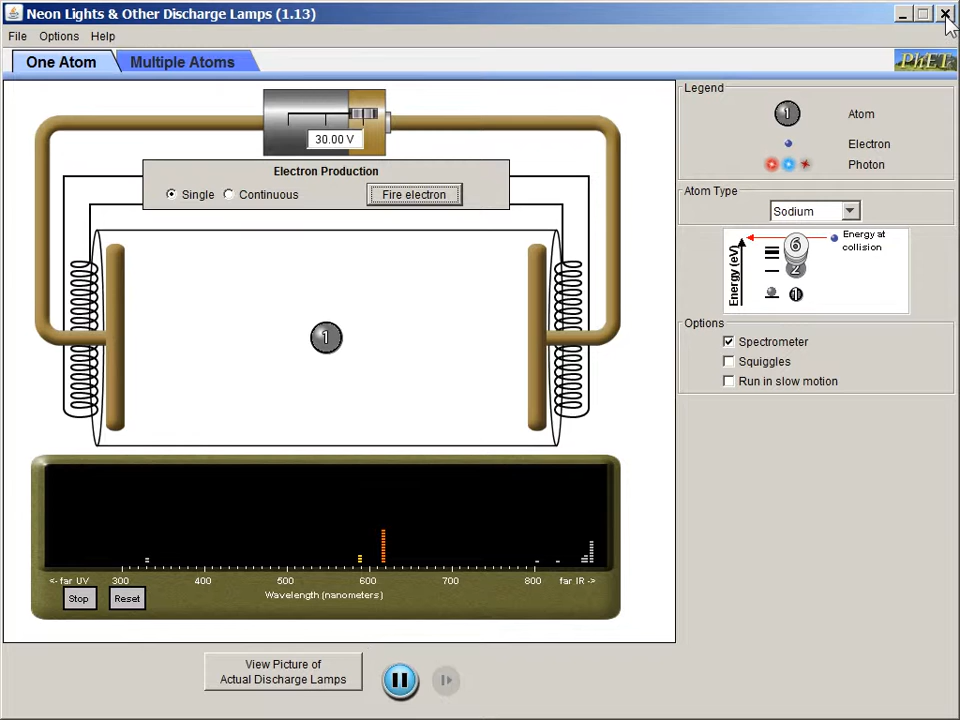 Neon Lights & Other Discharge Lamps (1.13)
File Options Help
One Atom Multiple Atoms
PhET
30.00 V
Electron Production
Single Continuous Fire electron
1
<- far UV 300 400 500 600 700 800 far IR ->
Wavelength (nanometers)
Stop Reset
View Picture of
Actual Discharge Lamps
Legend
1 Atom
Electron
Photon
Atom Type
Sodium
Energy (eV)
6
2
1
Energy at
collision
Options
Spectrometer
Squiggles
Run in slow motion